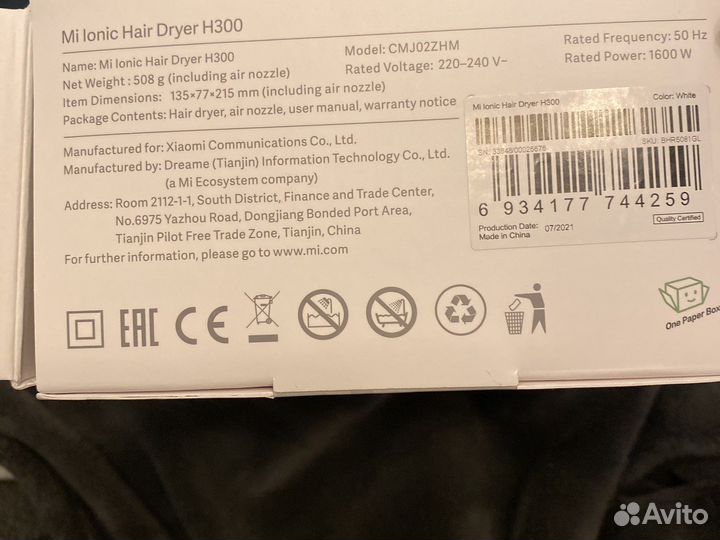 Mi Ionic Hair Dryer H300
Name: Mi Ionic Hair Dryer H300
Net Weight : 508 g (including air nozzle)
Item Dimensions: 135×77×215 mm (including air nozzle)
Package Contents: Hair dryer, air nozzle, user manual, warranty notice
Model: CMJ02ZHM
Rated Voltage: 220–240 V~
Rated Frequency: 50 Hz
Rated Power: 1600 W
Manufactured for: Xiaomi Communications Co., Ltd.
Manufactured by: Dreame (Tianjin) Information Technology Co., Ltd.
(a Mi Ecosystem company)
Address: Room 2112-1-1, South District, Finance and Trade Center,
No.6975 Yazhou Road, Dongjiang Bonded Port Area,
Tianjin Pilot Free Trade Zone, Tianjin, China
For further information, please go to www.mi.com
Mi Ionic Hair Dryer H300
Color: White
SKU: BHR5081GL
6 934177 744259
Production Date: 07/2021
Made in China
Quality Certified
EAC CE
One Paper Box
Avito